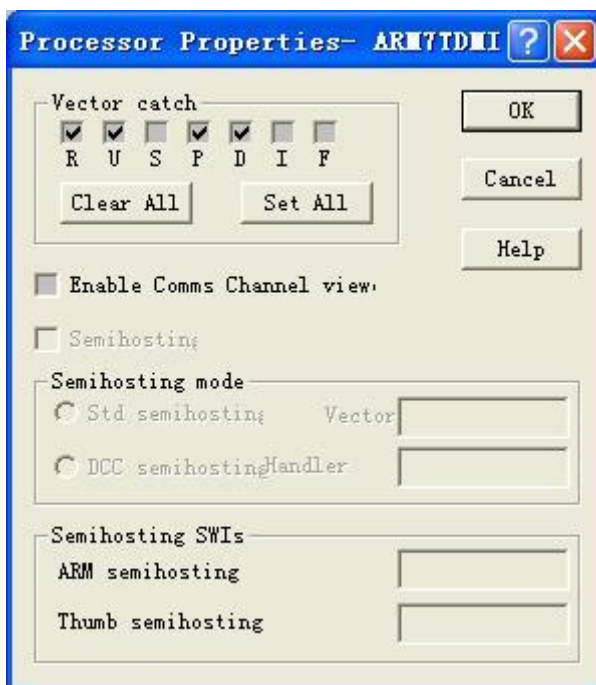 Processor Properties- ARM7TDMI
Vector catch
R U S P D I F
Clear All Set All
OK
Cancel
Help
Enable Comms Channel view
Semihosting
Semihosting mode
Std semihosting Vector
DCC semihosting Handler
Semihosting SWIs
ARM semihosting
Thumb semihosting